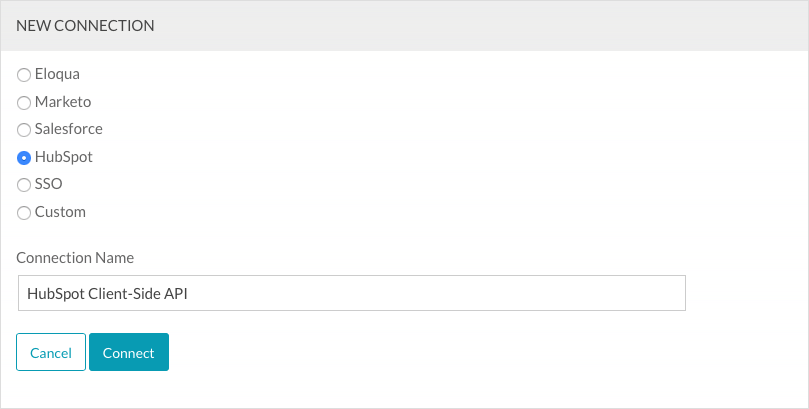 NEW CONNECTION
Eloqua
Marketo
Salesforce
HubSpot
SSO
Custom
Connection Name
HubSpot Client-Side API
Cancel Connect